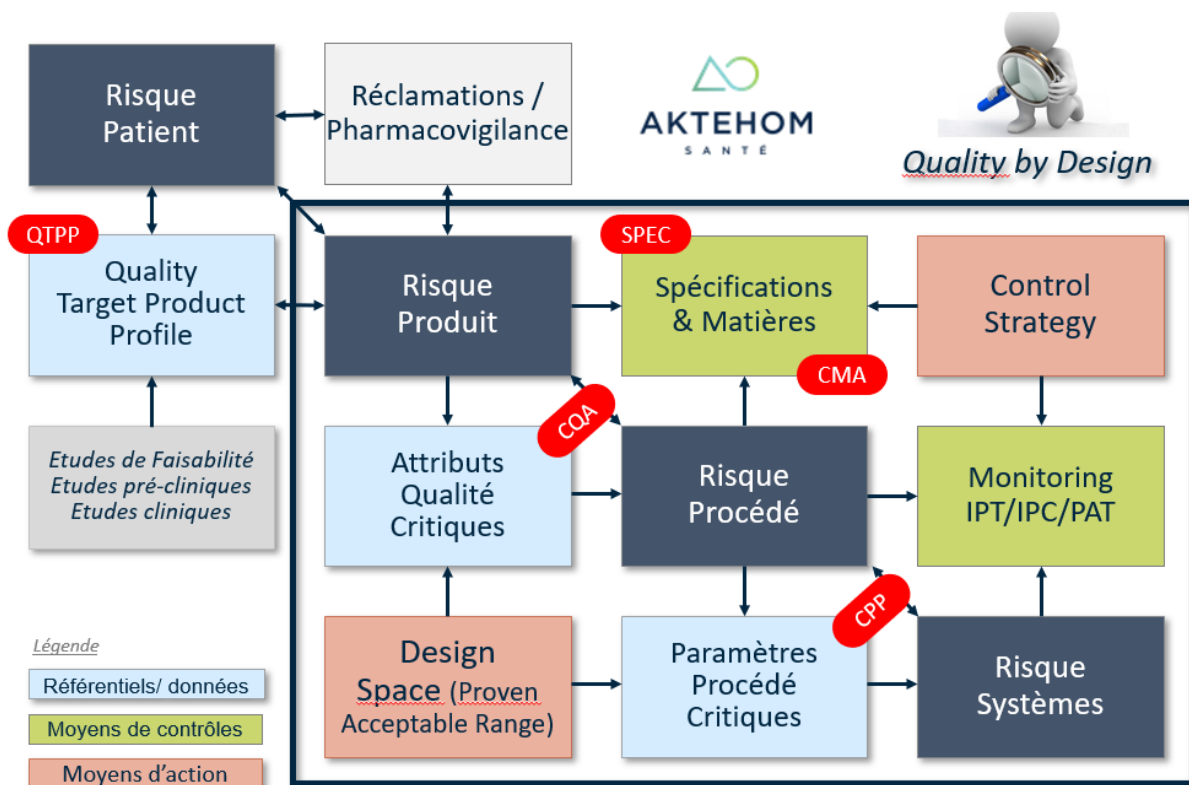 Risque
Patient
Réclamations /
Pharmacovigilance
AKTEHOM
SANTÉ
Quality by Design
QTPP
Quality
Target Product
Profile
Risque
Produit
SPEC
Spécifications
& Matières
CMA
Control
Strategy
CQA
Etudes de Faisabilité
Etudes pré-cliniques
Etudes cliniques
Attributs
Qualité
Critiques
Risque
Procédé
Monitoring
IPT/IPC/PAT
CPP
Design
Space (Proven
Acceptable Range)
Paramètres
Procédé
Critiques
Risque
Systèmes
Légende
Référentiels/ données
Moyens de contrôles
Moyens d'action